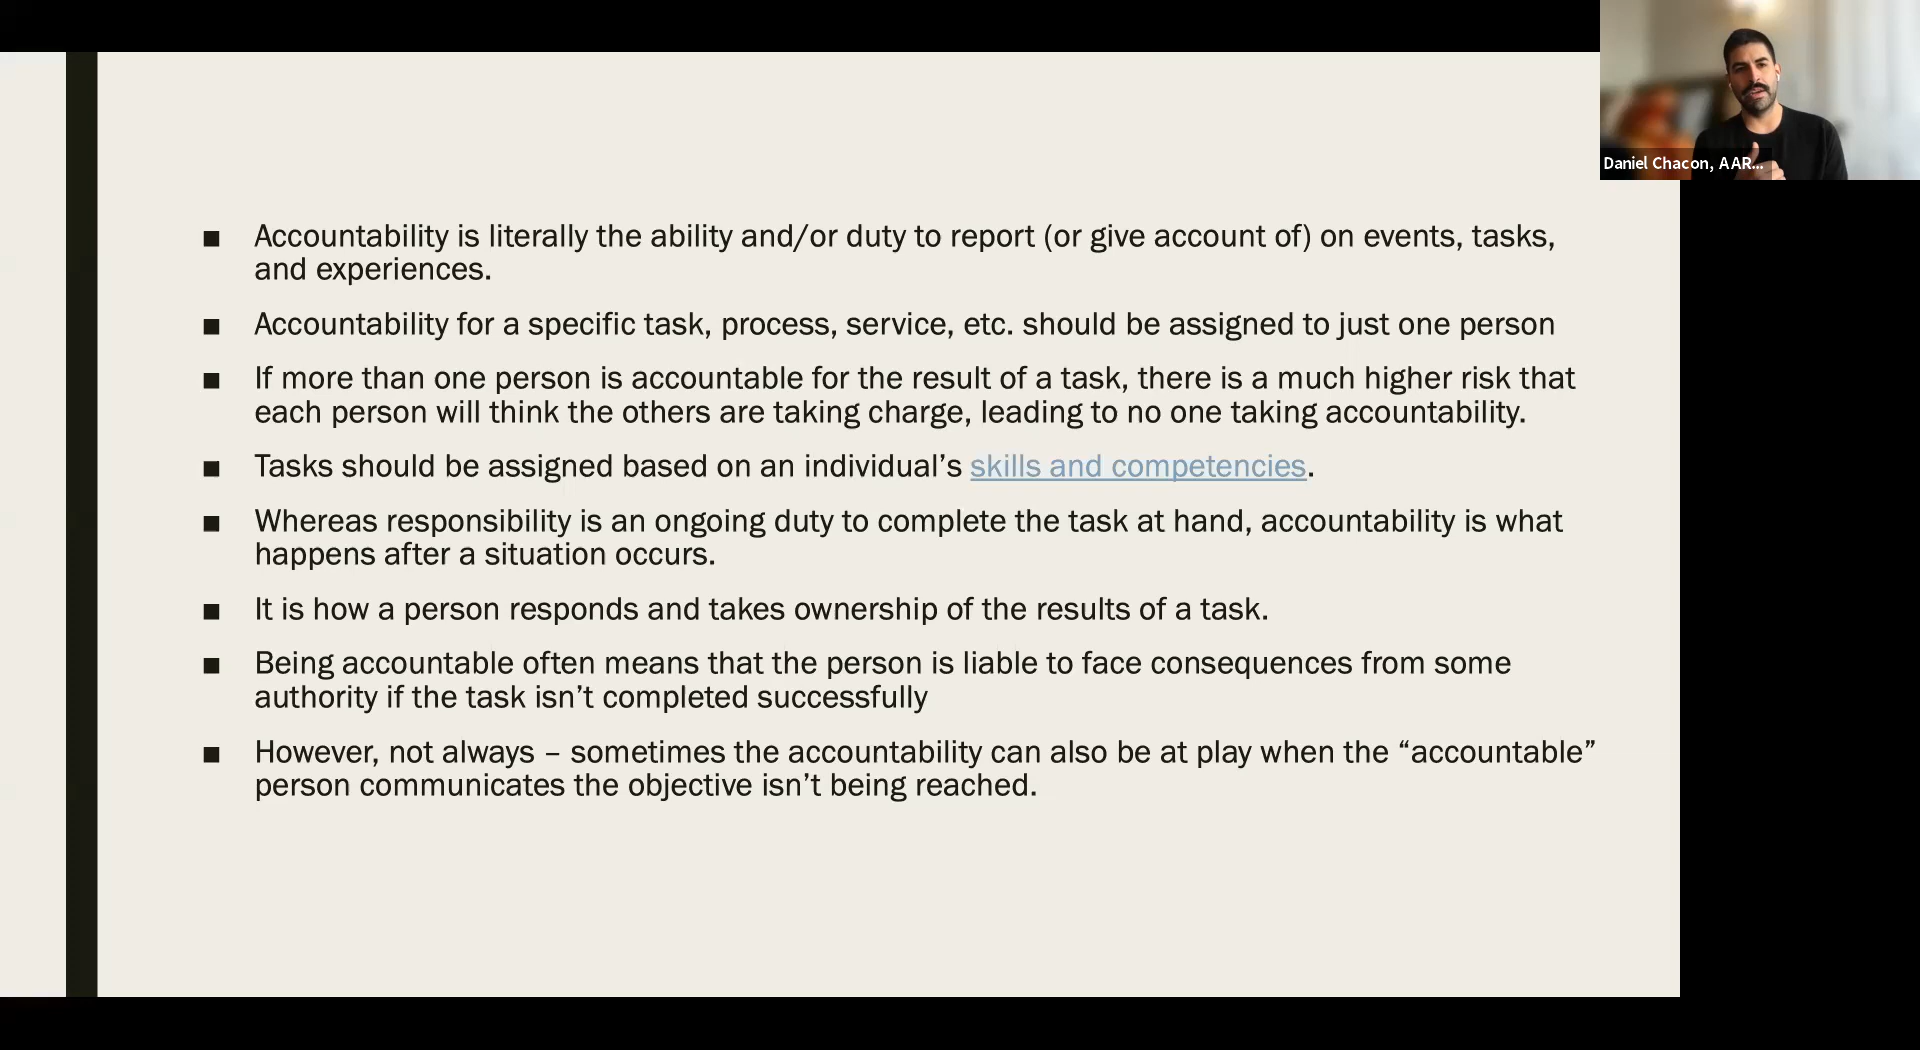 ■ Accountability is literally the ability and/or duty to report (or give account of) on events, tasks,
and experiences.
■ Accountability for a specific task, process, service, etc. should be assigned to just one person
■ If more than one person is accountable for the result of a task, there is a much higher risk that
each person will think the others are taking charge, leading to no one taking accountability.
■ Tasks should be assigned based on an individual’s skills and competencies.
■ Whereas responsibility is an ongoing duty to complete the task at hand, accountability is what
happens after a situation occurs.
■ It is how a person responds and takes ownership of the results of a task.
■ Being accountable often means that the person is liable to face consequences from some
authority if the task isn’t completed successfully
■ However, not always – sometimes the accountability can also be at play when the “accountable”
person communicates the objective isn’t being reached.
Daniel Chacon, AAR...